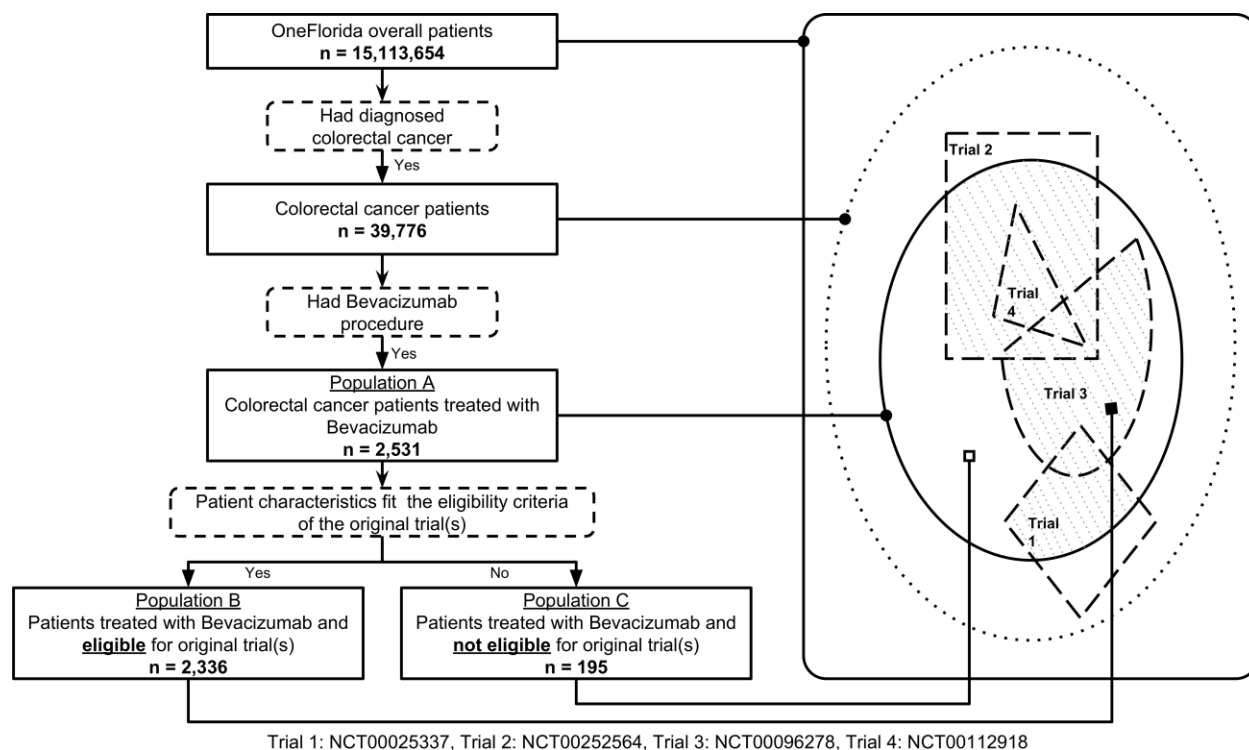 OneFlorida overall patients
n = 15,113,654
Had diagnosed
colorectal cancer
Yes
Colorectal cancer patients
n = 39,776
Had Bevacizumab
procedure
Yes
Population A
Colorectal cancer patients treated with
Bevacizumab
n = 2,531
Patient characteristics fit the eligibility criteria
of the original trial(s)
Yes
No
Population B
Patients treated with Bevacizumab and
eligible for original trial(s)
n = 2,336
Population C
Patients treated with Bevacizumab and
not eligible for original trial(s)
n = 195
Trial 2
Trial
4
Trial 3
Trial
1
Trial 1: NCT00025337, Trial 2: NCT00252564, Trial 3: NCT00096278, Trial 4: NCT00112918